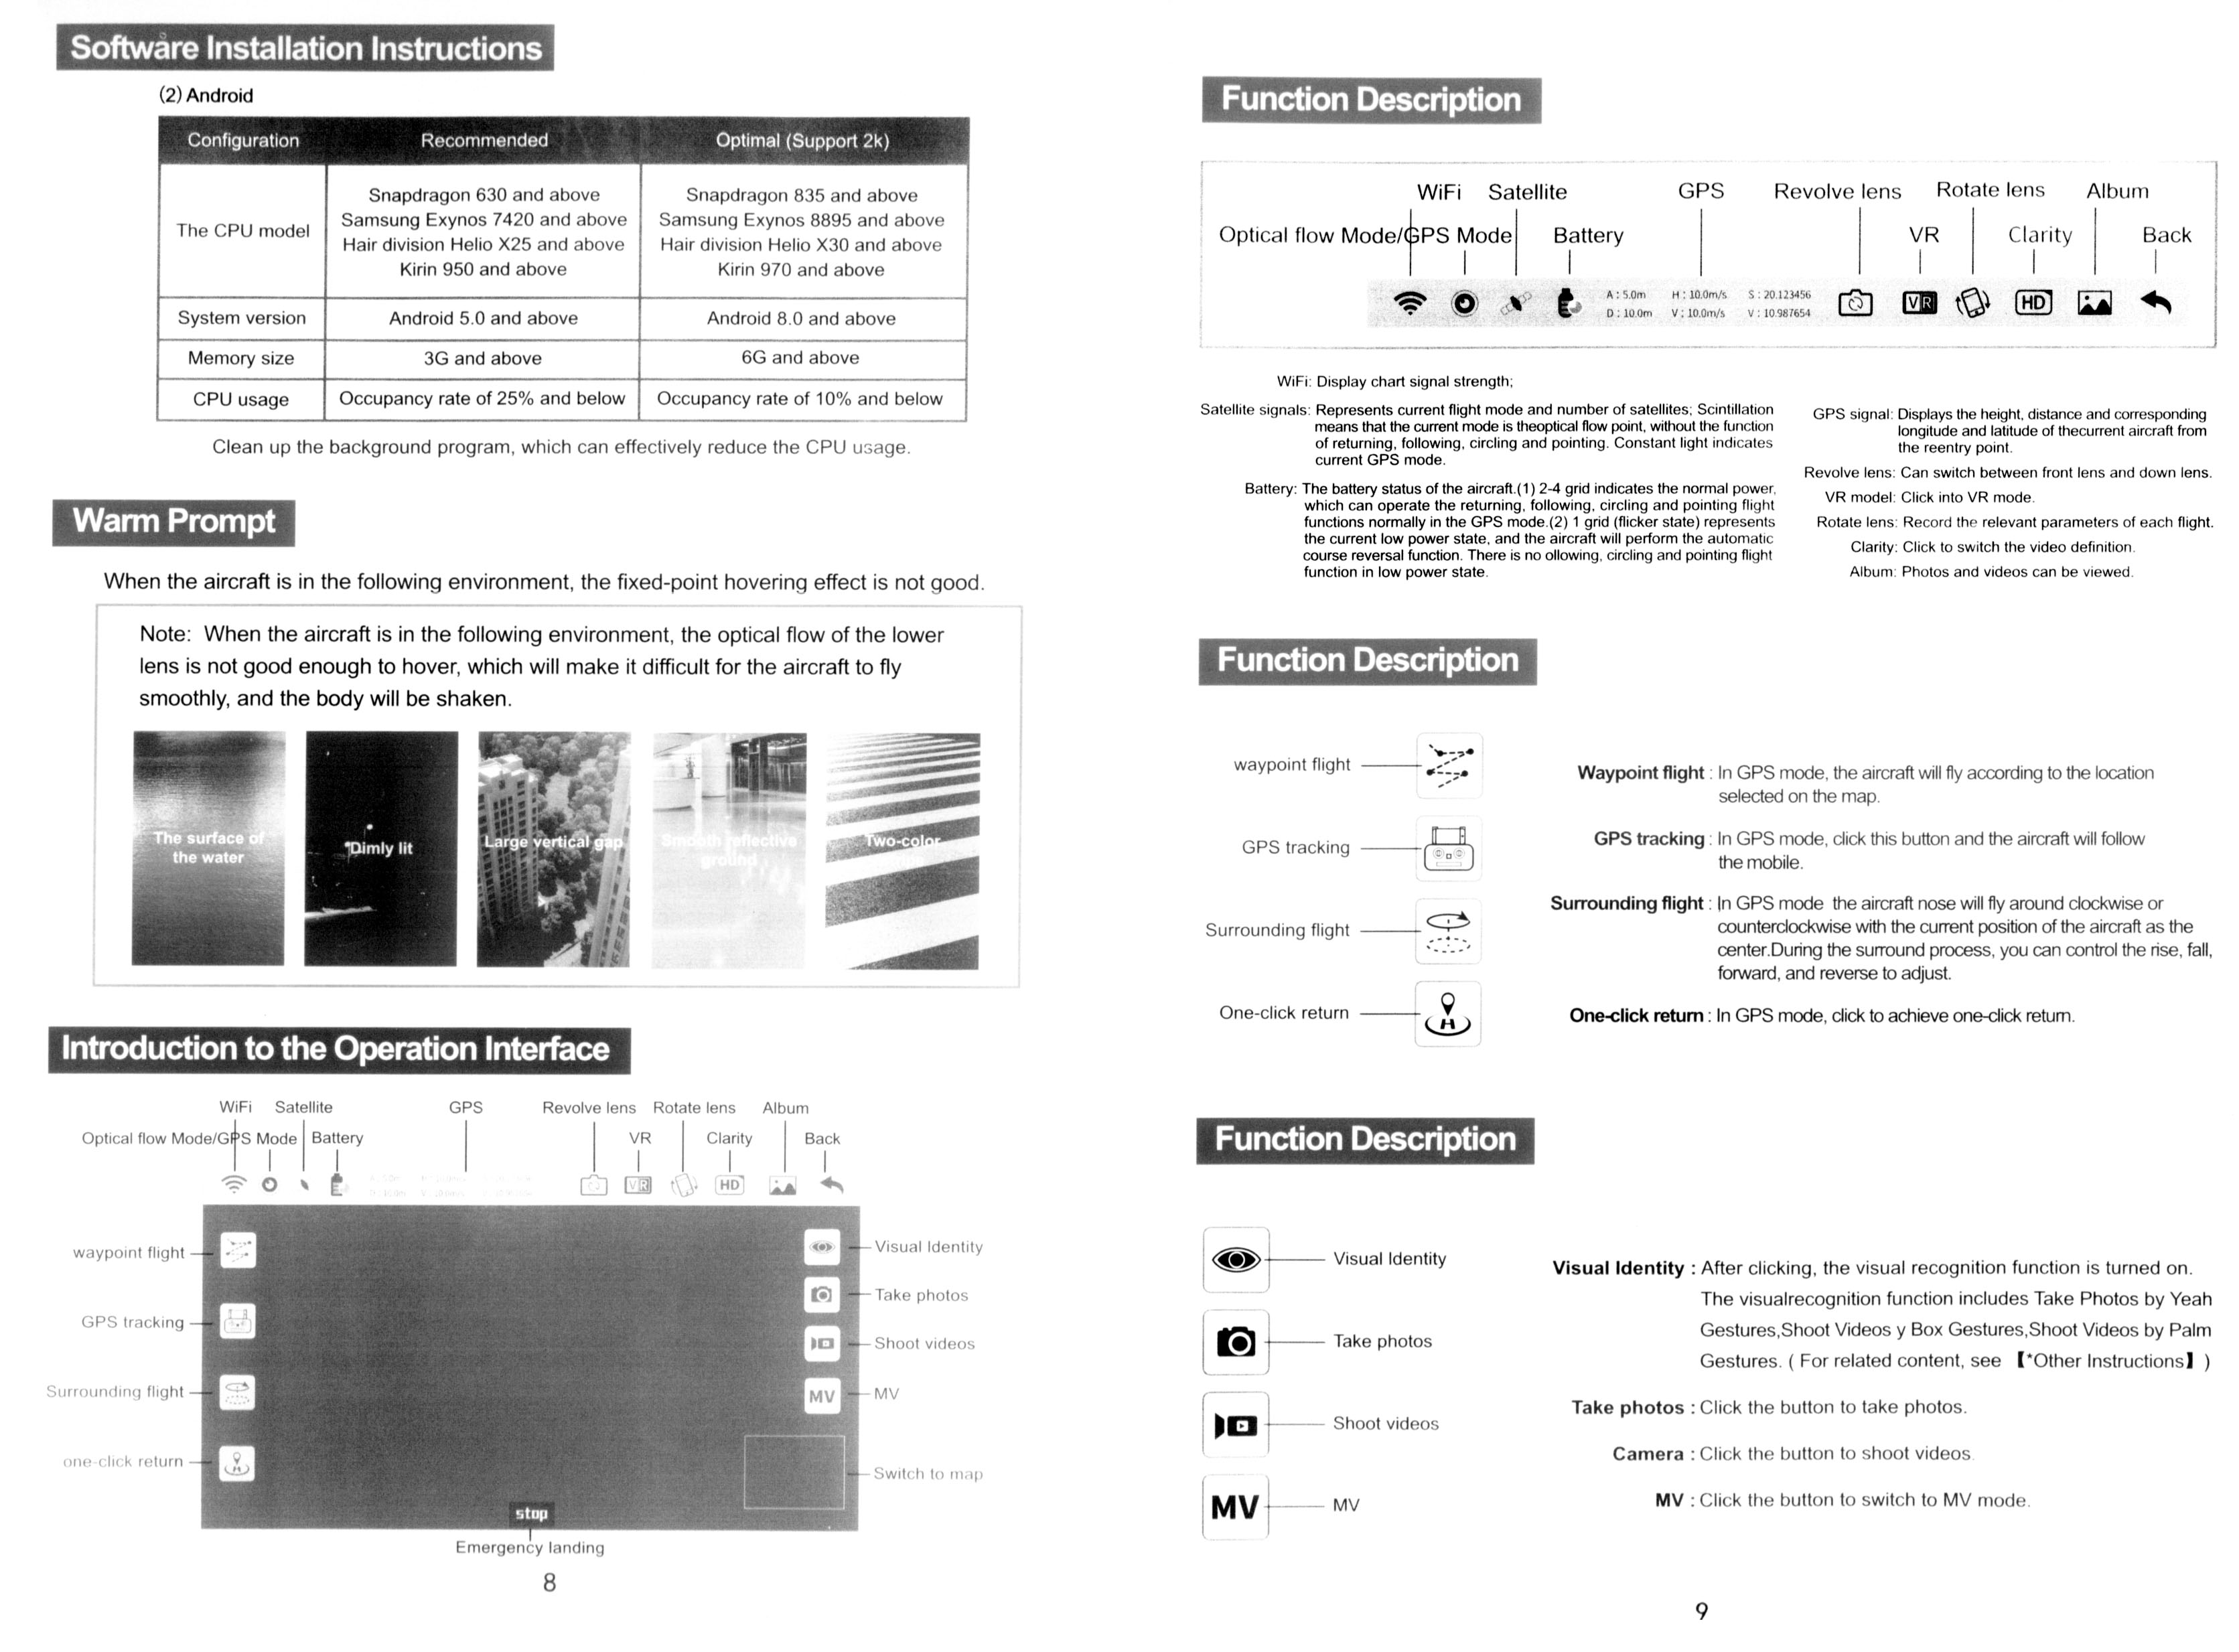 Software Installation Instructions
(2) Android
Configuration Recommended Optimal (Support 2k)
The CPU model
Snapdragon 630 and above
Samsung Exynos 7420 and above
Hair division Helio X25 and above
Kirin 950 and above
Snapdragon 835 and above
Samsung Exynos 8895 and above
Hair division Helio X30 and above
Kirin 970 and above
System version Android 5.0 and above Android 8.0 and above
Memory size 3G and above 6G and above
CPU usage Occupancy rate of 25% and below Occupancy rate of 10% and below
Clean up the background program, which can effectively reduce the CPU usage.
Warm Prompt
When the aircraft is in the following environment, the fixed-point hovering effect is not good.
Note: When the aircraft is in the following environment, the optical flow of the lower
lens is not good enough to hover, which will make it difficult for the aircraft to fly
smoothly, and the body will be shaken.
The surface of
the water
Dimly lit
Large vertical gap
Smooth reflective
ground
Two-color
Introduction to the Operation Interface
WiFi Satellite GPS Revolve lens Rotate lens Album
Optical flow Mode/GPS Mode Battery VR Clarity Back
VR HD
waypoint flight
GPS tracking
Surrounding flight
one-click return
Visual Identity
Take photos
Shoot videos
MV MV
Switch to map
stop
Emergency landing
8
Function Description
WiFi Satellite GPS Revolve lens Rotate lens Album
Optical flow Mode/GPS Mode Battery VR Clarity Back
A : 5.0m H : 10.0m/s S : 20.123456
D : 10.0m V : 10.0m/s V : 10.987654
VR HD
WiFi: Display chart signal strength;
Satellite signals: Represents current flight mode and number of satellites; Scintillation
means that the current mode is theoptical flow point, without the function
of returning, following, circling and pointing. Constant light indicates
current GPS mode.
Battery: The battery status of the aircraft.(1) 2-4 grid indicates the normal power,
which can operate the returning, following, circling and pointing flight
functions normally in the GPS mode.(2) 1 grid (flicker state) represents
the current low power state, and the aircraft will perform the automatic
course reversal function. There is no ollowing, circling and pointing flight
function in low power state.
GPS signal: Displays the height, distance and corresponding
longitude and latitude of thecurrent aircraft from
the reentry point.
Revolve lens: Can switch between front lens and down lens.
VR model: Click into VR mode.
Rotate lens: Record the relevant parameters of each flight.
Clarity: Click to switch the video definition.
Album: Photos and videos can be viewed.
Function Description
waypoint flight
GPS tracking
Surrounding flight
One-click return
H
Waypoint flight : In GPS mode, the aircraft will fly according to the location
selected on the map.
GPS tracking : In GPS mode, click this button and the aircraft will follow
the mobile.
Surrounding flight : In GPS mode the aircraft nose will fly around clockwise or
counterclockwise with the current position of the aircraft as the
center.During the surround process, you can control the rise, fall,
forward, and reverse to adjust.
One-click return : In GPS mode, click to achieve one-click return.
Function Description
Visual Identity
Take photos
Shoot videos
MV MV
Visual Identity : After clicking, the visual recognition function is turned on.
The visualrecognition function includes Take Photos by Yeah
Gestures,Shoot Videos y Box Gestures,Shoot Videos by Palm
Gestures. ( For related content, see 【*Other Instructions】 )
Take photos : Click the button to take photos.
Camera : Click the button to shoot videos.
MV : Click the button to switch to MV mode.
9